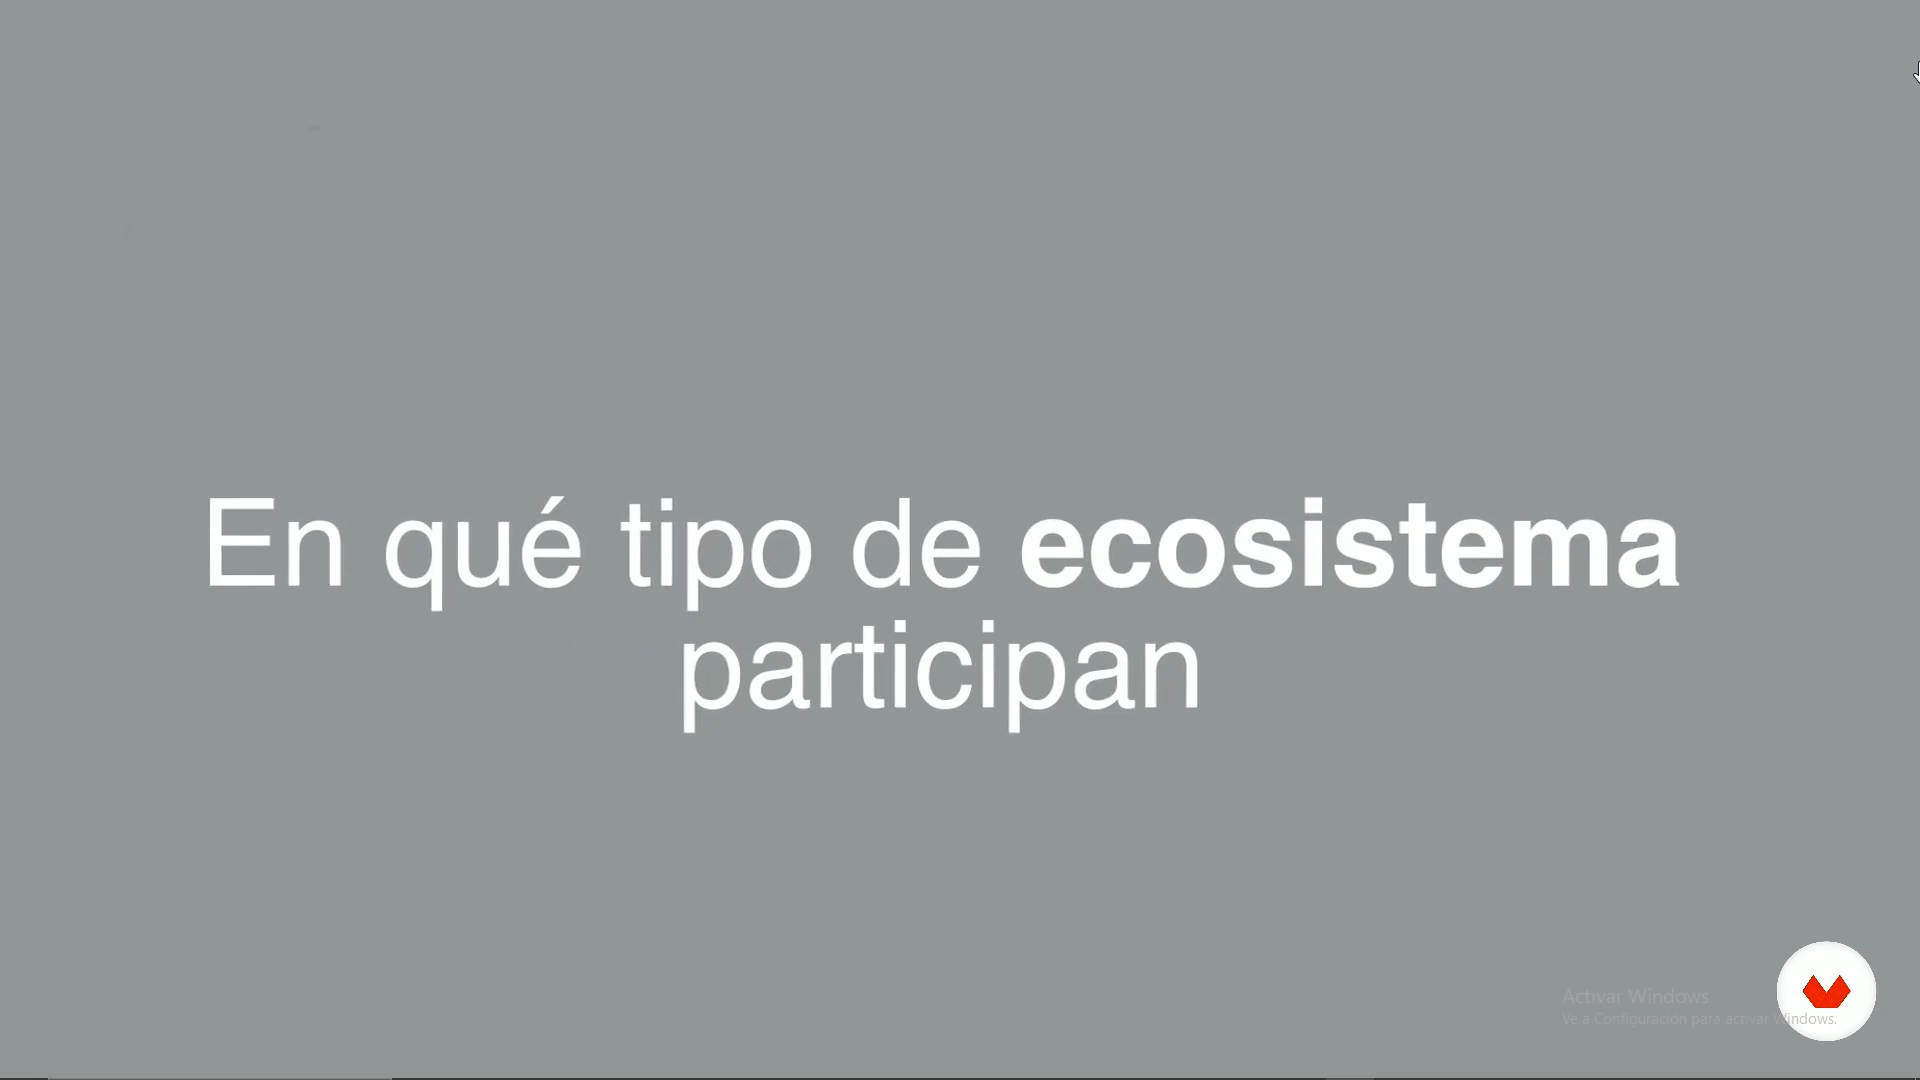 En qué tipo de ecosistema
participan
Activar Windows
Ve a Configuración para activar Windows.